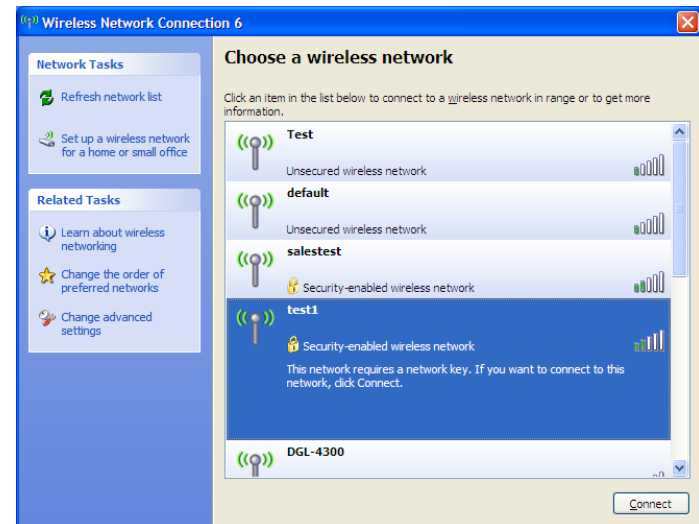 Wireless Network Connection 6
Network Tasks
Refresh network list
Set up a wireless network
for a home or small office
Related Tasks
Learn about wireless
networking
Change the order of
preferred networks
Change advanced
settings
Choose a wireless network
Click an item in the list below to connect to a wireless network in range or to get more
information.
Test
Unsecured wireless network
default
Unsecured wireless network
salestest
Security-enabled wireless network
test1
Security-enabled wireless network
This network requires a network key. If you want to connect to this
network, click Connect.
DGL-4300
Connect